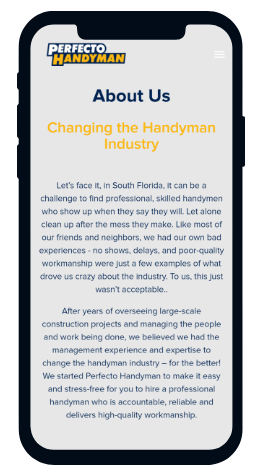 PERFECTO
HANDYMAN
About Us
Changing the Handyman
Industry
Let's face it, in South Florida, it can be a
challenge to find professional, skilled handymen
who show up when they say they will. Let alone
clean up after the mess they make. Like most of
our friends and neighbors, we had our own bad
experiences - no shows, delays, and poor-quality
workmanship were just a few examples of what
drove us crazy about the industry. To us, this just
wasn't acceptable..
After years of overseeing large-scale
construction projects and managing the people
and work being done, we believed we had the
management experience and expertise to
change the handyman industry – for the better!
We started Perfecto Handyman to make it easy
and stress-free for you to hire a professional
handyman who is accountable, reliable and
delivers high-quality workmanship.